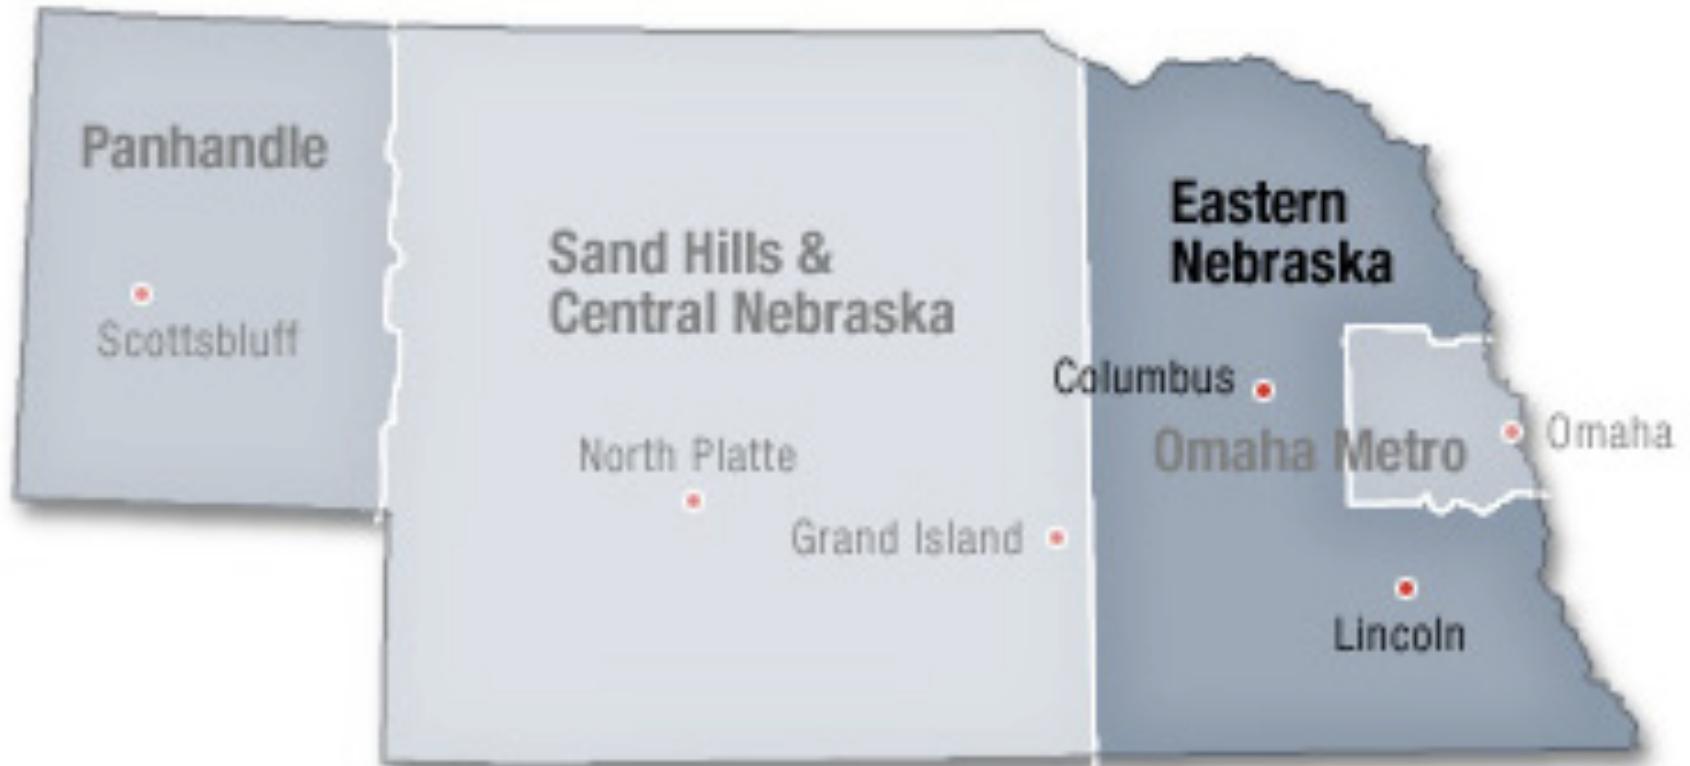 Panhandle
Scottsbluff
Sand Hills &
Central Nebraska
North Platte
Grand Island
Eastern
Nebraska
Columbus
Omaha Metro
Omaha
Lincoln